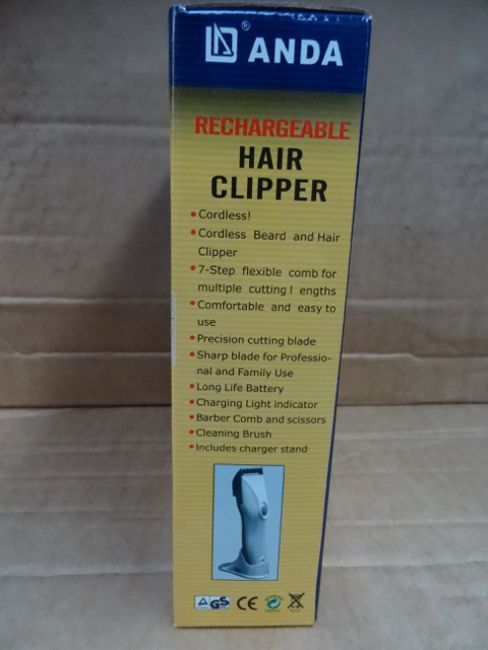 ® ANDA
RECHARGEABLE
HAIR
CLIPPER
• Cordless!
• Cordless Beard and Hair
Clipper
• 7-Step flexible comb for
multiple cutting l engths
• Comfortable and easy to
use
• Precision cutting blade
• Sharp blade for Professio-
nal and Family Use
• Long Life Battery
• Charging Light indicator
• Barber Comb and scissors
• Cleaning Brush
• Includes charger stand
GS CE